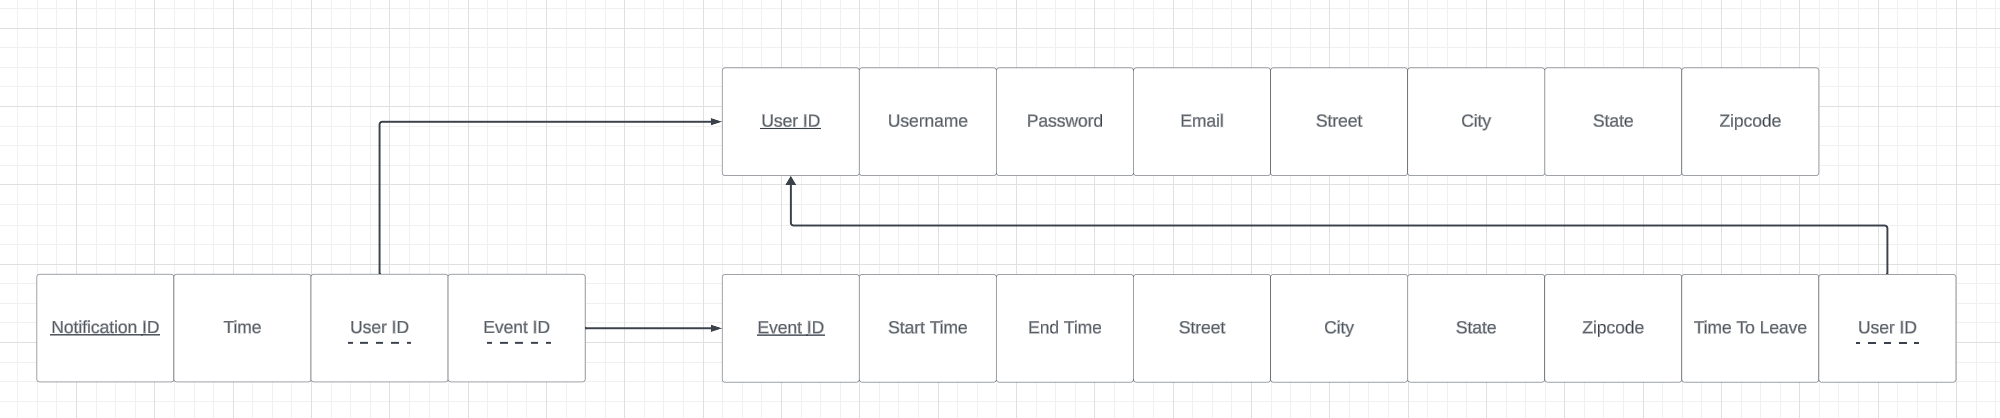 User ID Username Password Email Street City State Zipcode
Notification ID Time User ID Event ID Event ID Start Time End Time Street City State Zipcode Time To Leave User ID